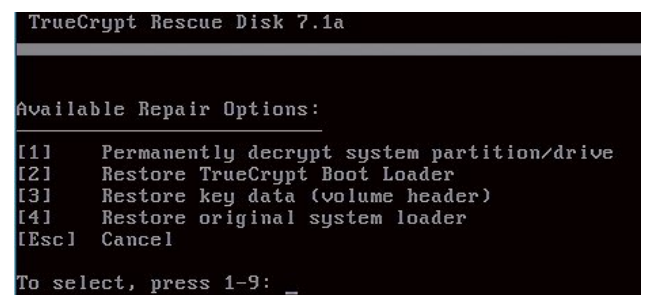 TrueCrypt Rescue Disk 7.1a
Available Repair Options:
[1] Permanently decrypt system partition/drive
[2] Restore TrueCrypt Boot Loader
[3] Restore key data (volume header)
[4] Restore original system loader
[Esc] Cancel
To select, press 1-9: _